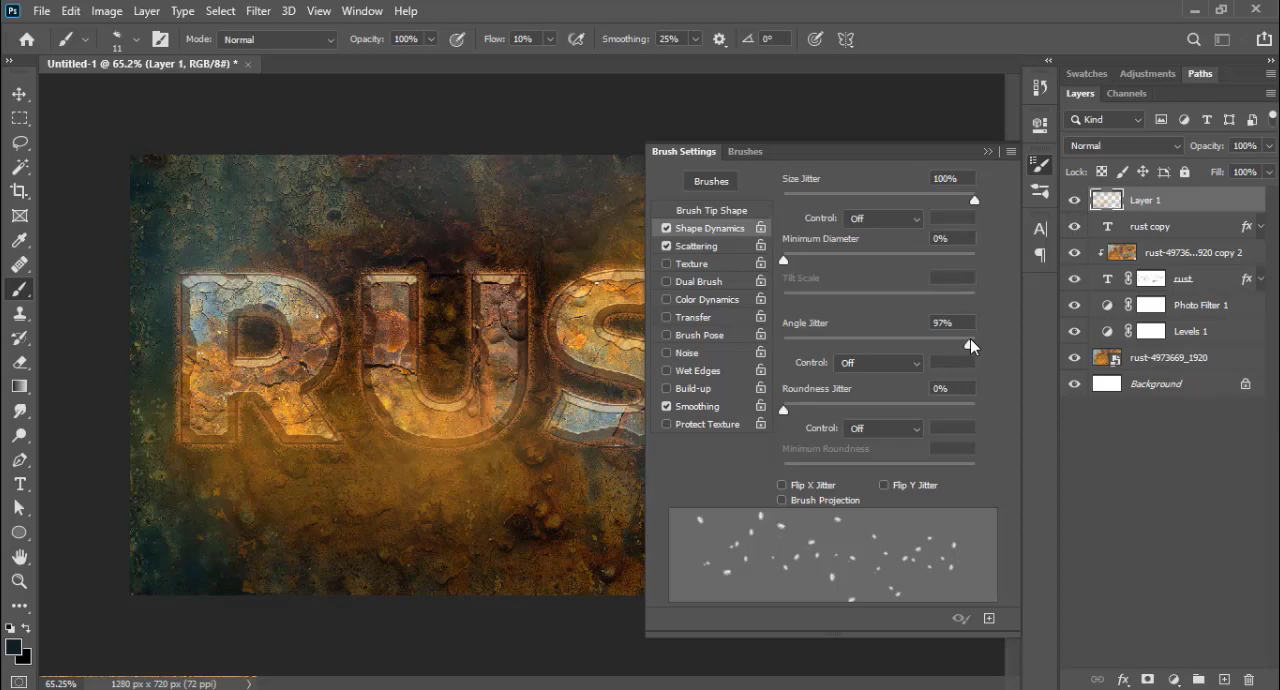 Ps File Edit Image Layer Type Select Filter 3D View Window Help
11 Mode: Normal Opacity: 100% Flow: 10% Smoothing: 25% 0°
Untitled-1 @ 65.2% (Layer 1, RGB/8#) *
Swatches Adjustments Paths
Layers Channels
Kind
Normal Opacity: 100%
Lock: Fill: 100%
Layer 1
T rust copy fx
rust-49736...920 copy 2
T rust fx
Photo Filter 1
Levels 1
rust-4973669_1920
Background
Brush Settings Brushes
Brushes
Brush Tip Shape
Shape Dynamics
Scattering
Texture
Dual Brush
Color Dynamics
Transfer
Brush Pose
Noise
Wet Edges
Build-up
Smoothing
Protect Texture
Size Jitter 100%
Control: Off
Minimum Diameter 0%
Tilt Scale
Angle Jitter 97%
Control: Off
Roundness Jitter 0%
Control: Off
Minimum Roundness
Flip X Jitter Flip Y Jitter
Brush Projection
RUS
65.25% 1280 px x 720 px (72 ppi)